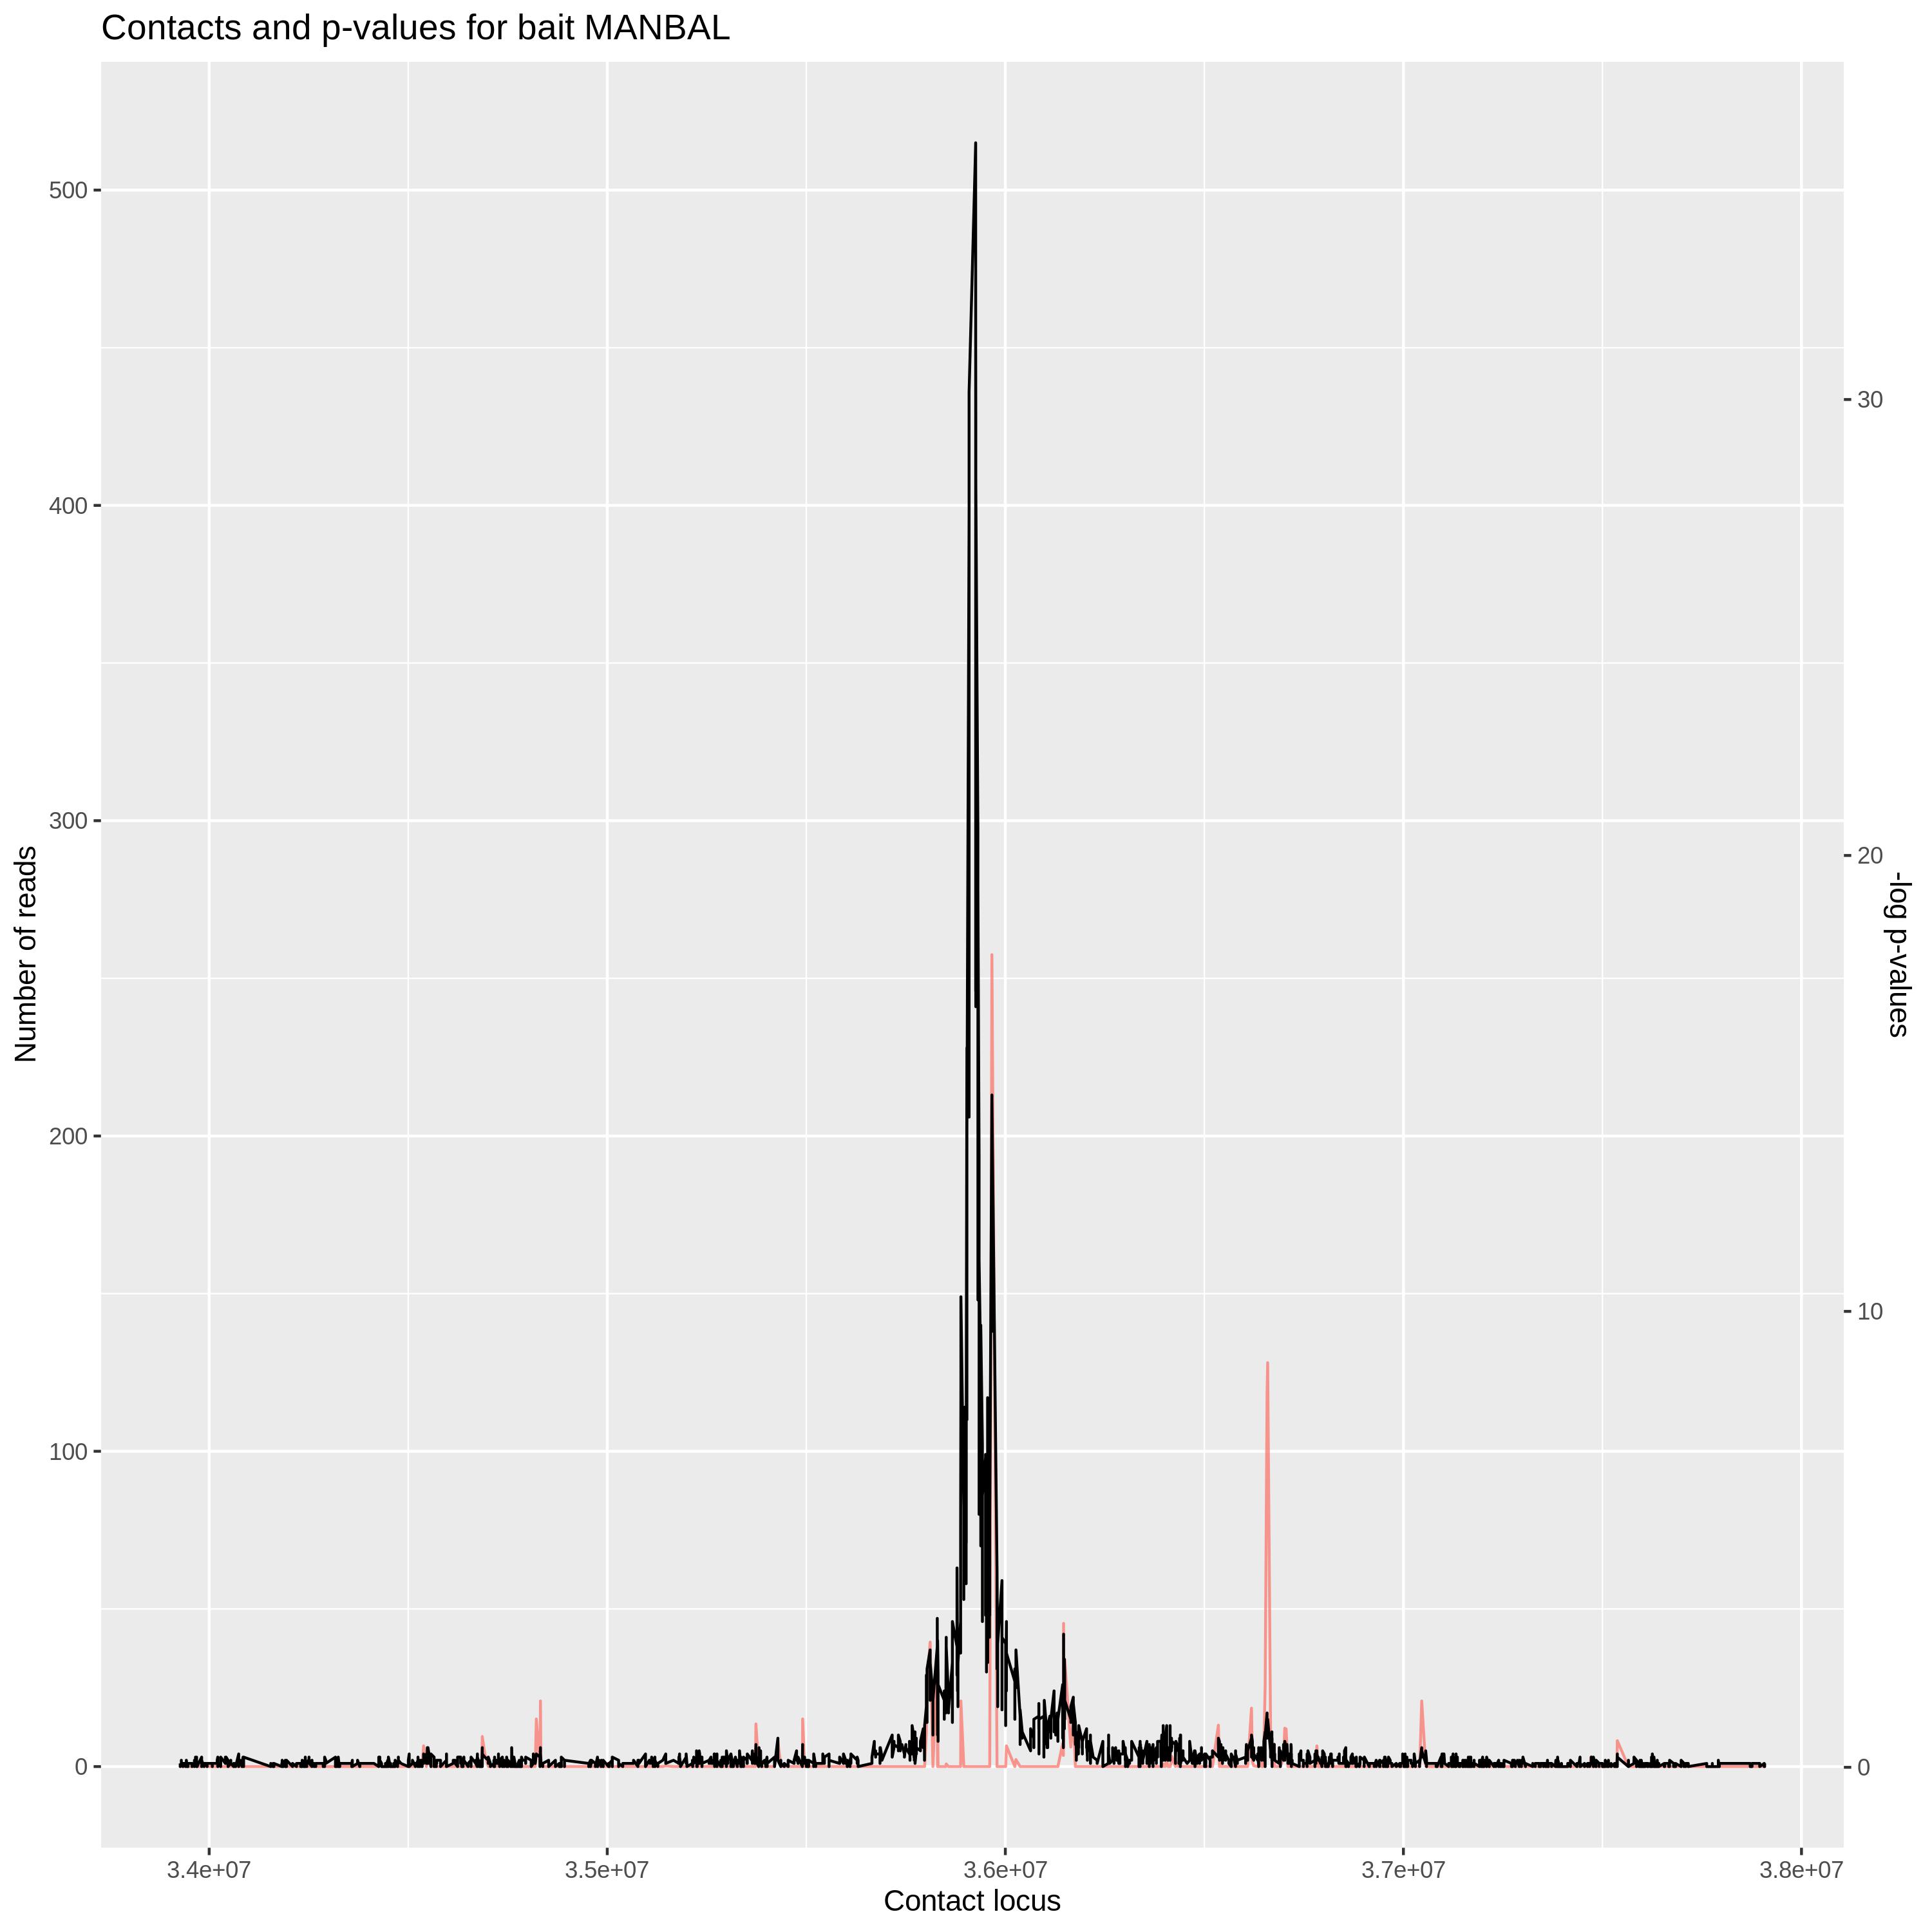 Contacts and p-values for bait MANBAL
500
400
300
200
100
0
Number of reads
30
20
10
0
-log p-values
3.4e+07
3.5e+07
3.6e+07
3.7e+07
3.8e+07
Contact locus